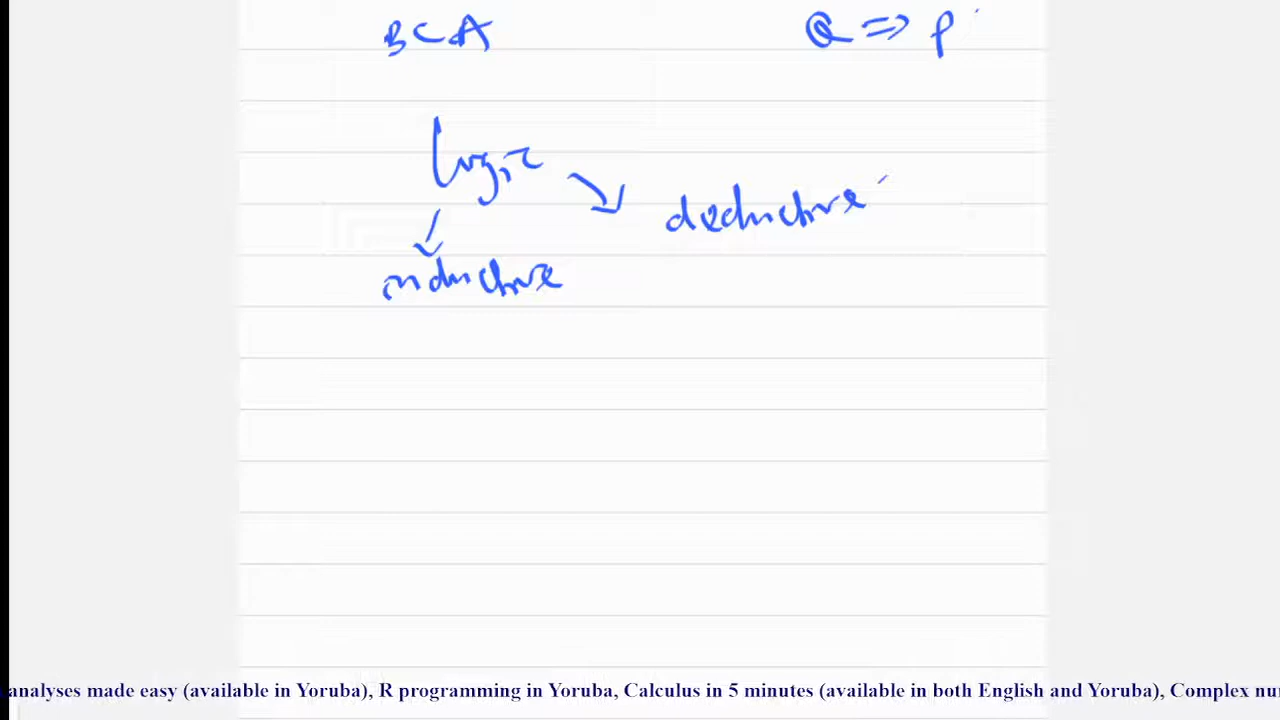 B ⊂ A Q ⇒ P
Logic
deductive
inductive
analyses made easy (available in Yoruba), R programming in Yoruba, Calculus in 5 minutes (available in both English and Yoruba), Complex nu